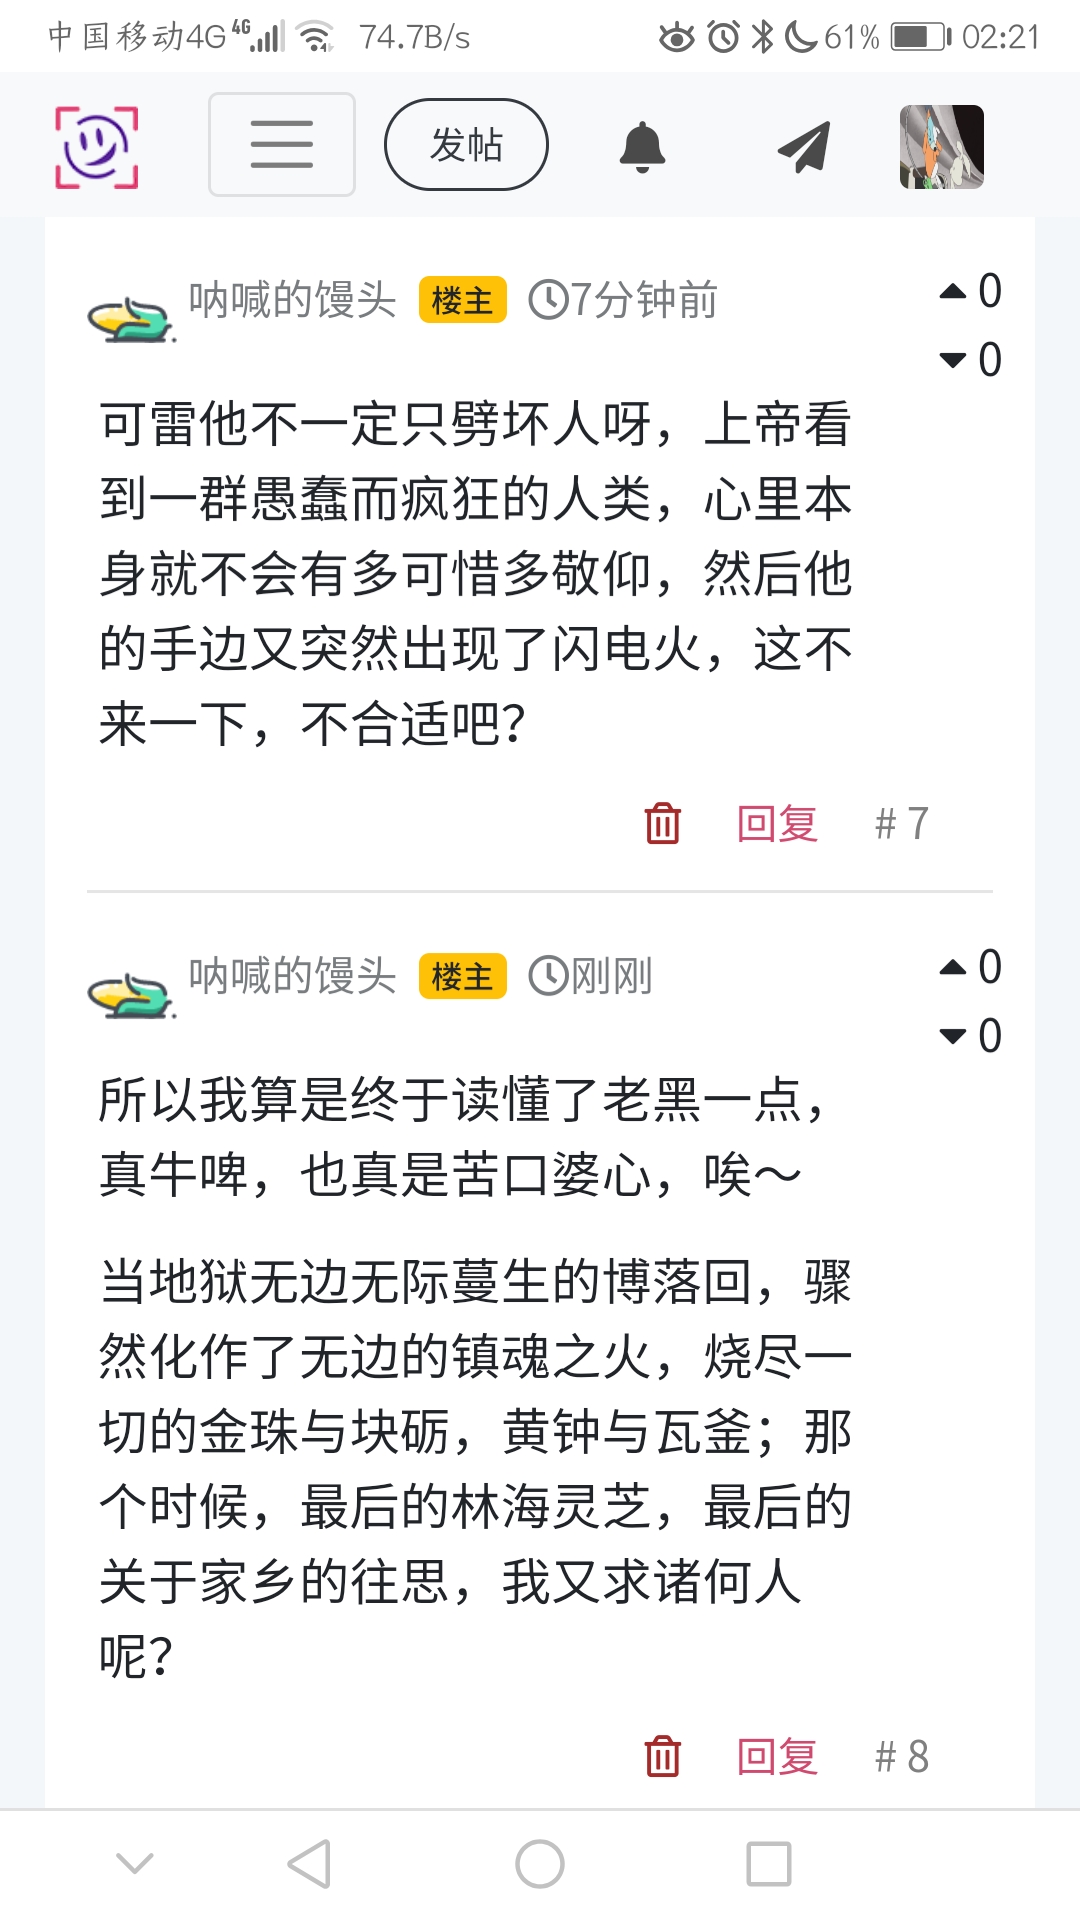 中国移动4G 4G 74.7B/s 61% 02:21
发帖
呐喊的馒头 楼主 7分钟前 0
0
可雷他不一定只劈坏人呀，上帝看
到一群愚蠢而疯狂的人类，心里本
身就不会有多可惜多敬仰，然后他
的手边又突然出现了闪电火，这不
来一下，不合适吧？
回复 # 7
呐喊的馒头 楼主 刚刚 0
0
所以我算是终于读懂了老黑一点，
真牛啤，也真是苦口婆心，唉～
当地狱无边无际蔓生的博落回，骤
然化作了无边的镇魂之火，烧尽一
切的金珠与块砺，黄钟与瓦釜；那
个时候，最后的林海灵芝，最后的
关于家乡的往思，我又求诸何人
呢？
回复 # 8